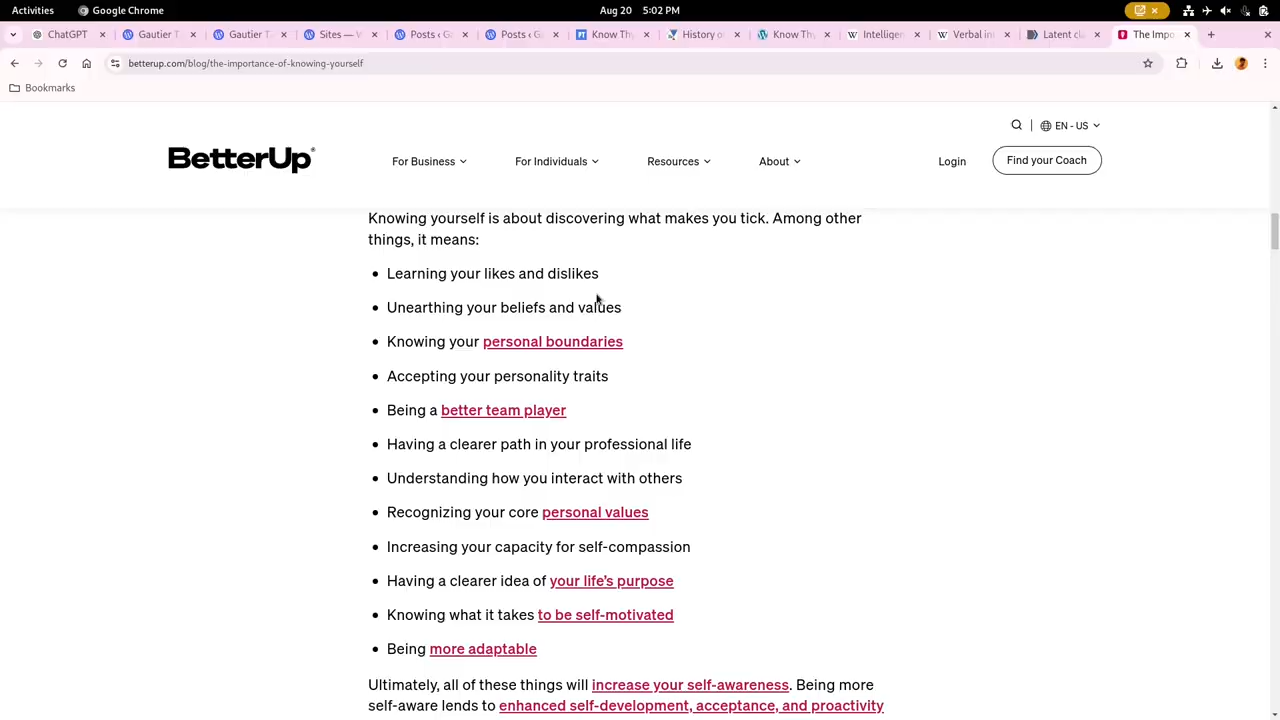 Activities
Google Chrome
Aug 20 5:02 PM
ChatGPT
Gautier T
Gautier T
Sites — V
Posts ‹ G
Posts ‹ G
Know Thy
History o
Know Thy
Intelligen
Verbal in
Latent cl
The Impo
betterup.com/blog/the-importance-of-knowing-yourself
Bookmarks
EN - US
BetterUp®
For Business
For Individuals
Resources
About
Login
Find your Coach
Knowing yourself is about discovering what makes you tick. Among other
things, it means:
• Learning your likes and dislikes
• Unearthing your beliefs and values
• Knowing your personal boundaries
• Accepting your personality traits
• Being a better team player
• Having a clearer path in your professional life
• Understanding how you interact with others
• Recognizing your core personal values
• Increasing your capacity for self-compassion
• Having a clearer idea of your life's purpose
• Knowing what it takes to be self-motivated
• Being more adaptable
Ultimately, all of these things will increase your self-awareness. Being more
self-aware lends to enhanced self-development, acceptance, and proactivity